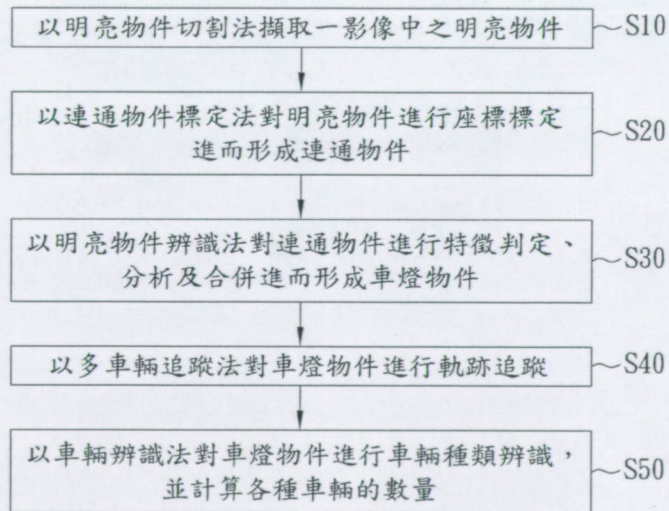 以明亮物件切割法擷取一影像中之明亮物件 S10
以連通物件標定法對明亮物件進行座標標定 S20
進而形成連通物件
以明亮物件辨識法對連通物件進行特徵判定、 S30
分析及合併進而形成車燈物件
以多車輛追蹤法對車燈物件進行軌跡追蹤 S40
以車輛辨識法對車燈物件進行車輛種類辨識， S50
並計算各種車輛的數量